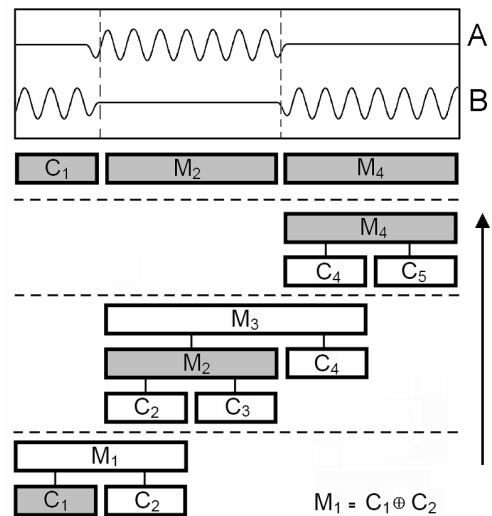 A
B
C₁ M₂ M₄
M₄
C₄ C₅
M₃
M₂ C₄
C₂ C₃
M₁
C₁ C₂ M₁ = C₁⊕ C₂